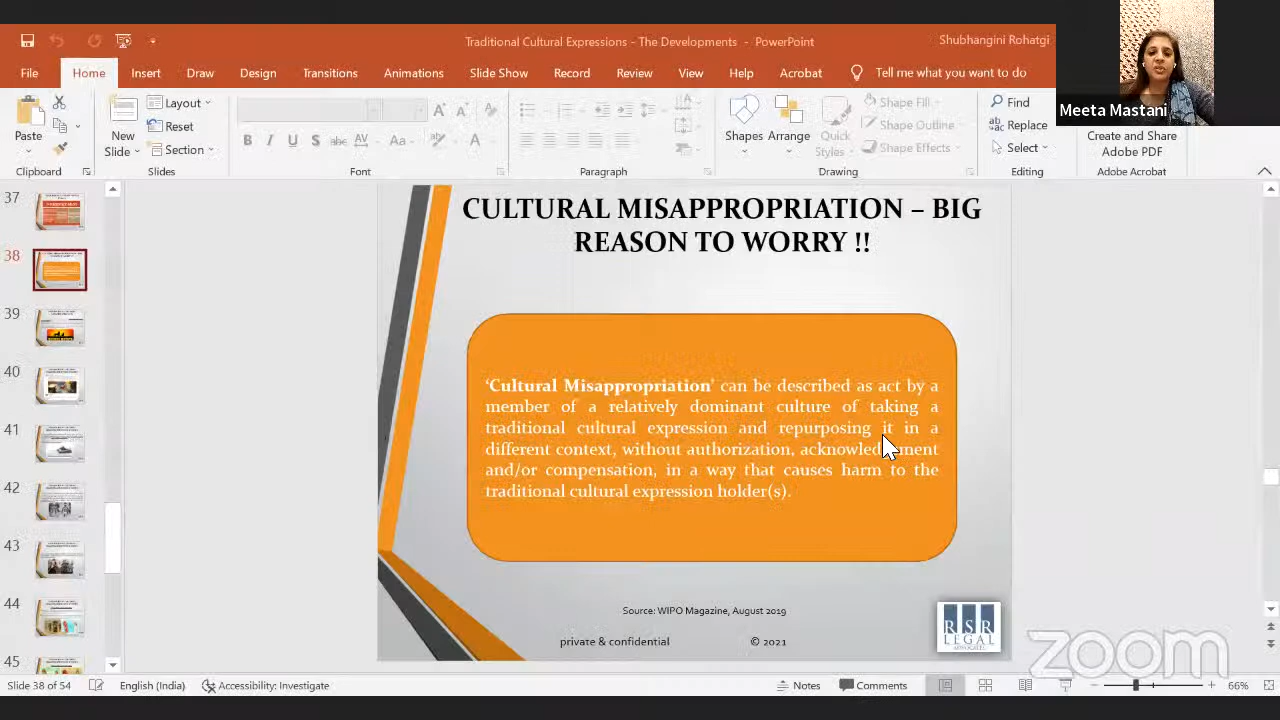 Traditional Cultural Expressions - The Developments - PowerPoint
Shubhangini Rohatgi
File Home Insert Draw Design Transitions Animations Slide Show Record Review View Help Acrobat Tell me what you want to do
Meeta Mastani
Paste
Clipboard
New
Slide
Layout
Reset
Section
Slides
B I U S abc AV Aa A
Font
Paragraph
Shapes
Arrange
Quick
Styles
Shape Fill
Shape Outline
Shape Effects
Drawing
Find
Replace
Select
Editing
Create and Share
Adobe PDF
Adobe Acrobat
37
38
39
40
41
42
43
44
45
CULTURAL MISAPPROPRIATION – BIG
REASON TO WORRY !!
‘Cultural Misappropriation’ can be described as act by a
member of a relatively dominant culture of taking a
traditional cultural expression and repurposing it in a
different context, without authorization,
and/or compensation, in a way that causes harm to the
traditional cultural expression holder(s).
Source: WIPO Magazine, August 2019
private & confidential © 2021
RSR
LEGAL
ADVOCATES
zoom
Slide 38 of 54 English (India) Accessibility: Investigate Notes Comments 66%